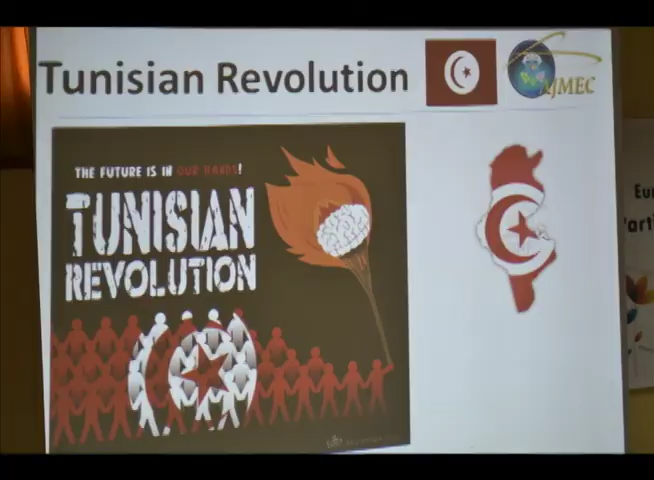 Tunisian Revolution
AJMEC
THE FUTURE IS IN OUR HANDS!
TUNISIAN
REVOLUTION